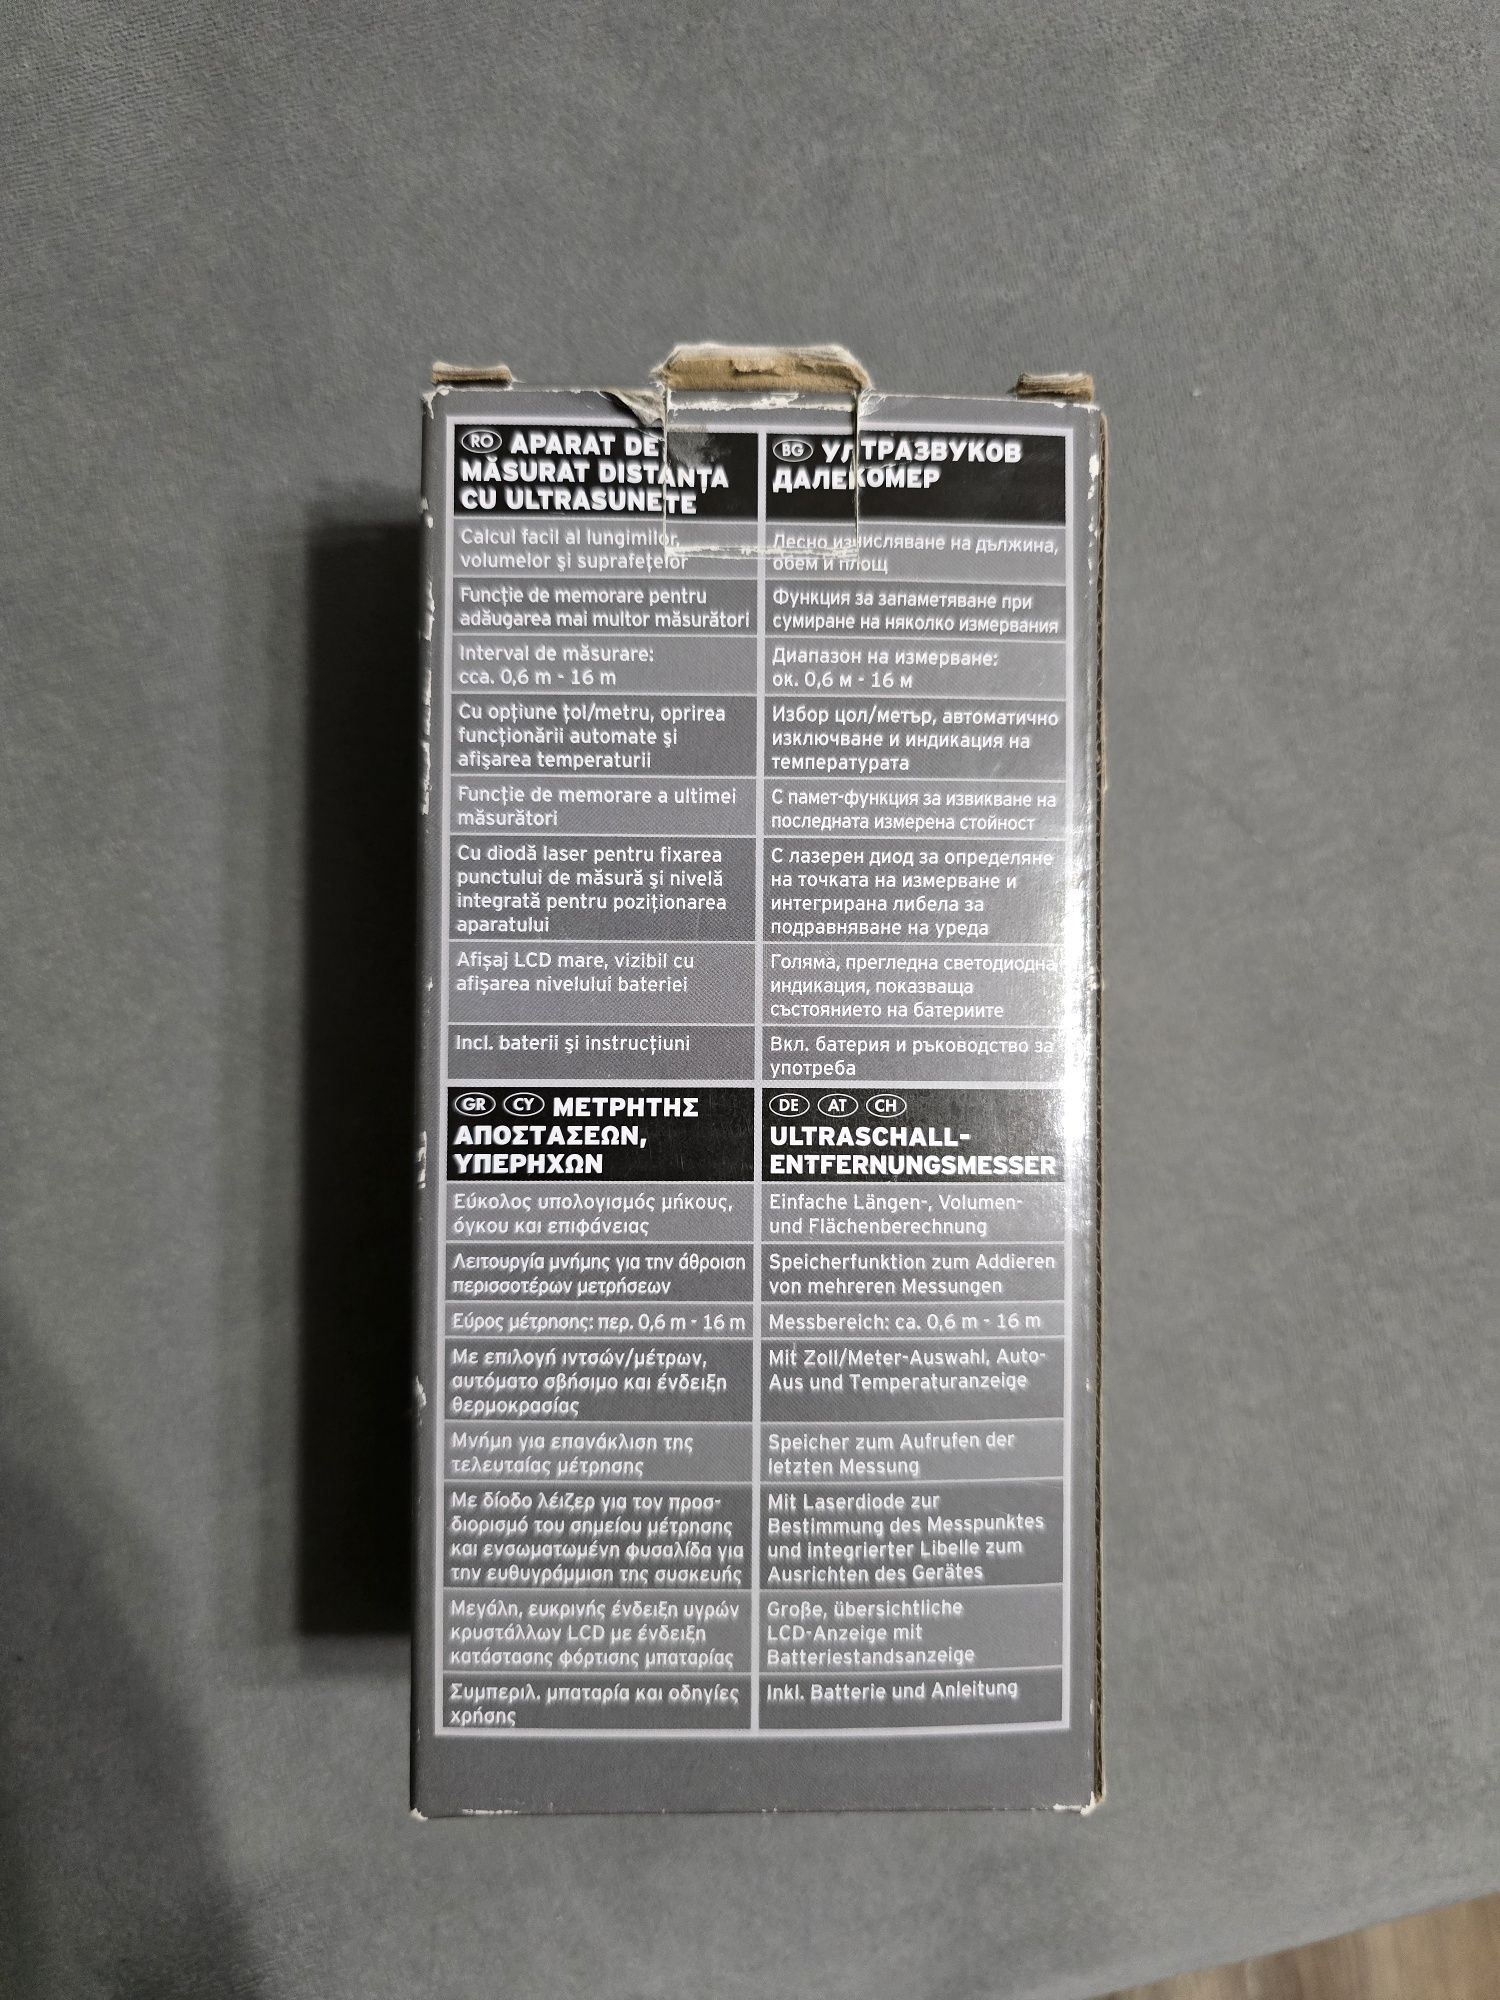 RO APARAT DE
MĂSURAT DISTANȚA
CU ULTRASUNETE
Calcul facil al lungimilor,
volumelor şi suprafeţelor
Funcţie de memorare pentru
adăugarea mai multor măsurători
Interval de măsurare:
cca. 0,6 m - 16 m
Cu opţiune ţol/metru, oprirea
funcţionării automate şi
afişarea temperaturii
Funcţie de memorare a ultimei
măsurători
Cu diodă laser pentru fixarea
punctului de măsură şi nivelă
integrată pentru poziţionarea
aparatului
Afişaj LCD mare, vizibil cu
afişarea nivelului bateriei
Incl. baterii şi instrucţiuni
BG УЛТРАЗВУКОВ
ДАЛЕКОМЕР
Лесно изчисляване на дължина,
обем и площ
Функция за запаметяване при
сумиране на няколко измервания
Диапазон на измерване:
ок. 0,6 м - 16 м
Избор цол/метър, автоматично
изключване и индикация на
температурата
С памет-функция за извикване на
последната измерена стойност
С лазерен диод за определяне
на точката на измерване и
интегрирана либела за
подравняване на уреда
Голяма, прегледна светодиодна
индикация, показваща
състоянието на батериите
Вкл. батерия и ръководство за
употреба
GR CY ΜΕΤΡΗΤΗΣ
ΑΠΟΣΤΑΣΕΩΝ,
ΥΠΕΡΗΧΩΝ
Εύκολος υπολογισμός μήκους,
όγκου και επιφάνειας
Λειτουργία μνήμης για την άθροιση
περισσοτέρων μετρήσεων
Εύρος μέτρησης: περ. 0,6 m - 16 m
Με επιλογή ιντσών/μέτρων,
αυτόματο σβήσιμο και ένδειξη
θερμοκρασίας
Μνήμη για επανάκλιση της
τελευταίας μέτρησης
Με δίοδο λέιζερ για τον προσ-
διορισμό του σημείου μέτρησης
και ενσωματωμένη φυσαλίδα για
την ευθυγράμμιση της συσκευής
Μεγάλη, ευκρινής ένδειξη υγρών
κρυστάλλων LCD με ένδειξη
κατάστασης φόρτισης μπαταρίας
Συμπεριλ. μπαταρία και οδηγίες
χρήσης
DE AT CH
ULTRASCHALL-
ENTFERNUNGSMESSER
Einfache Längen-, Volumen-
und Flächenberechnung
Speicherfunktion zum Addieren
von mehreren Messungen
Messbereich: ca. 0,6 m - 16 m
Mit Zoll/Meter-Auswahl, Auto-
Aus und Temperaturanzeige
Speicher zum Aufrufen der
letzten Messung
Mit Laserdiode zur
Bestimmung des Messpunktes
und integrierter Libelle zum
Ausrichten des Gerätes
Große, übersichtliche
LCD-Anzeige mit
Batteriestandsanzeige
Inkl. Batterie und Anleitung